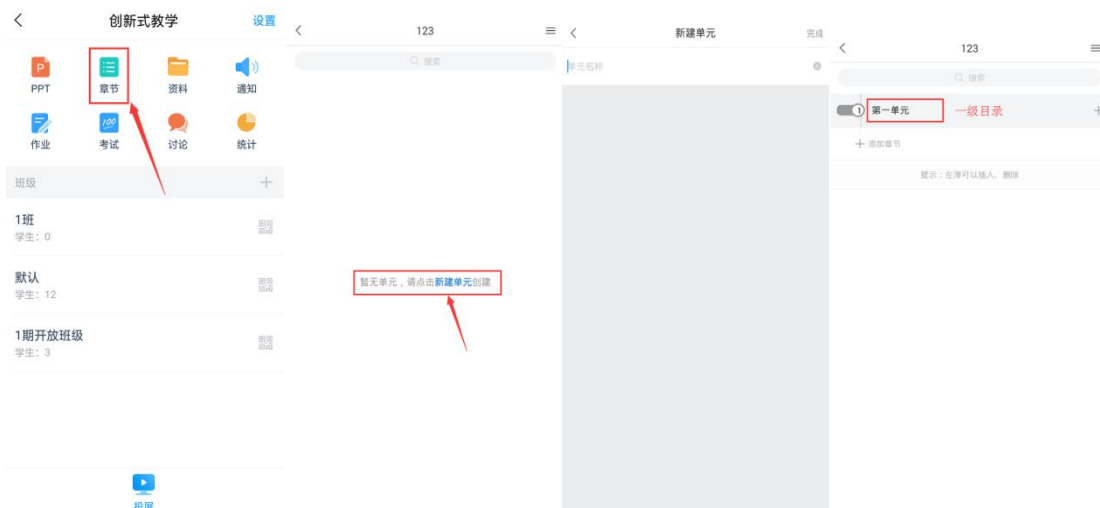 创新式教学
设置
PPT
章节
资料
通知
作业
100
考试
讨论
统计
班级
1班
学生：0
默认
学生：12
1期开放班级
学生：3
投屏
123
搜索
暂无单元，请点击新建单元创建
新建单元
完成
单元名称
123
搜索
1 第一单元 一级目录
添加章节
提示：左滑可以插入、删除